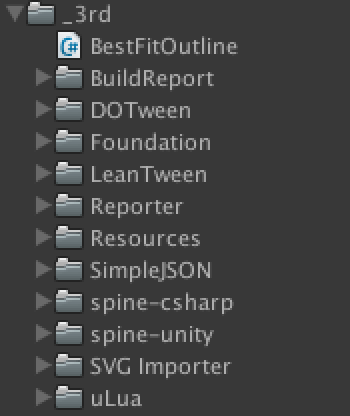 _3rd
BestFitOutline
BuildReport
DOTween
Foundation
LeanTween
Reporter
Resources
SimpleJSON
spine-csharp
spine-unity
SVG Importer
uLua